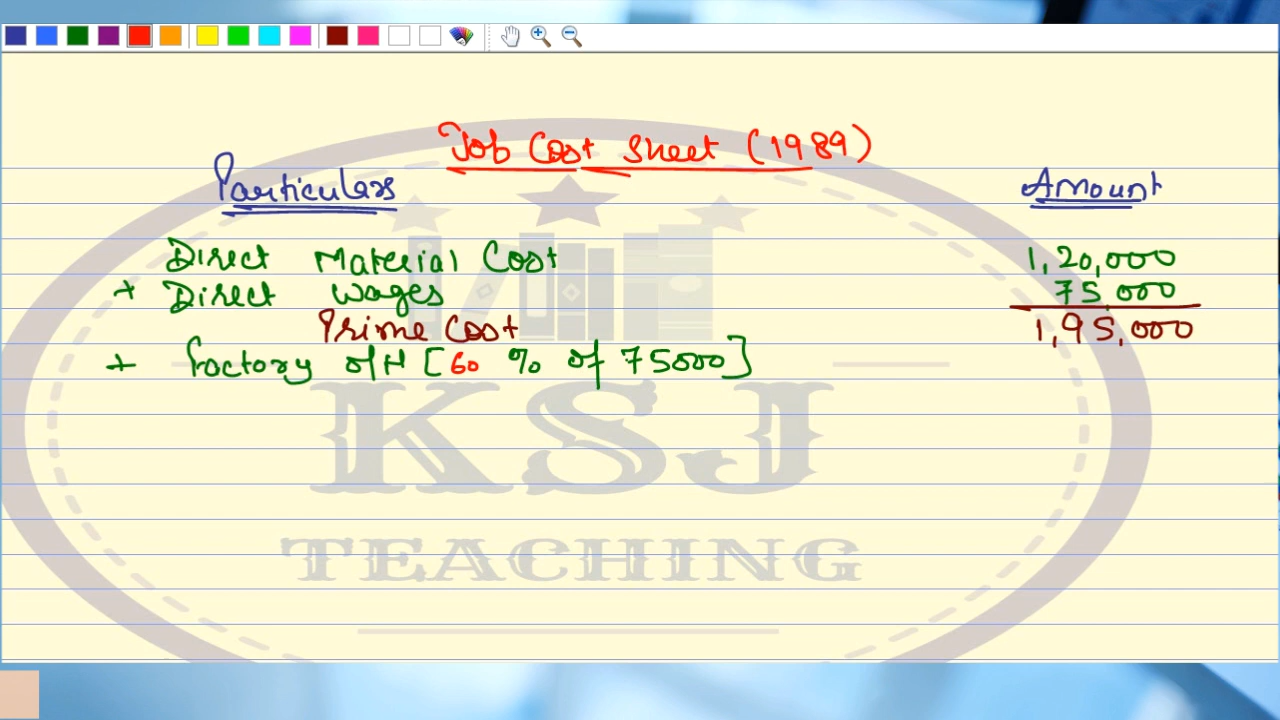 Job Cost Sheet (1989)
Particulars Amount
Direct Material Cost 1,20,000
+ Direct wages 75,000
Prime Cost 1,95,000
+ Factory o/H [60 % of 75000]
KSJ
TEACHING